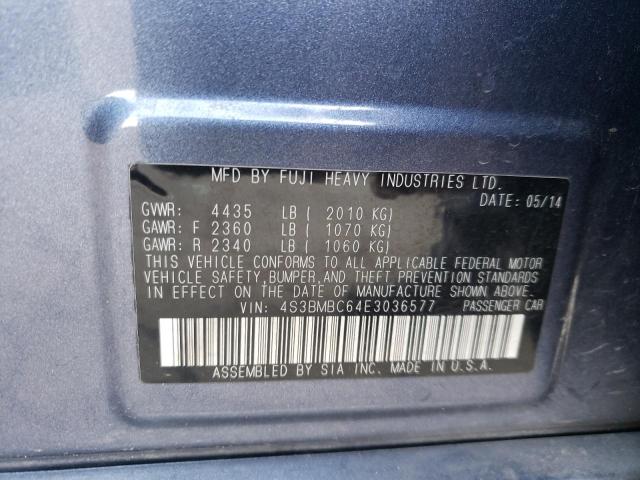 MFD BY FUJI HEAVY INDUSTRIES LTD.
DATE: 05/14
GVWR: 4435 LB ( 2010 KG)
GAWR: F 2360 LB ( 1070 KG)
GAWR: R 2340 LB ( 1060 KG)
THIS VEHICLE CONFORMS TO ALL APPLICABLE FEDERAL MOTOR
VEHICLE SAFETY, BUMPER, AND THEFT PREVENTION STANDARDS
IN EFFECT ON THE DATE OF MANUFACTURE SHOWN ABOVE.
VIN: 4S3BMBC64E3036577 PASSENGER CAR
ASSEMBLED BY SIA INC. MADE IN U.S.A.